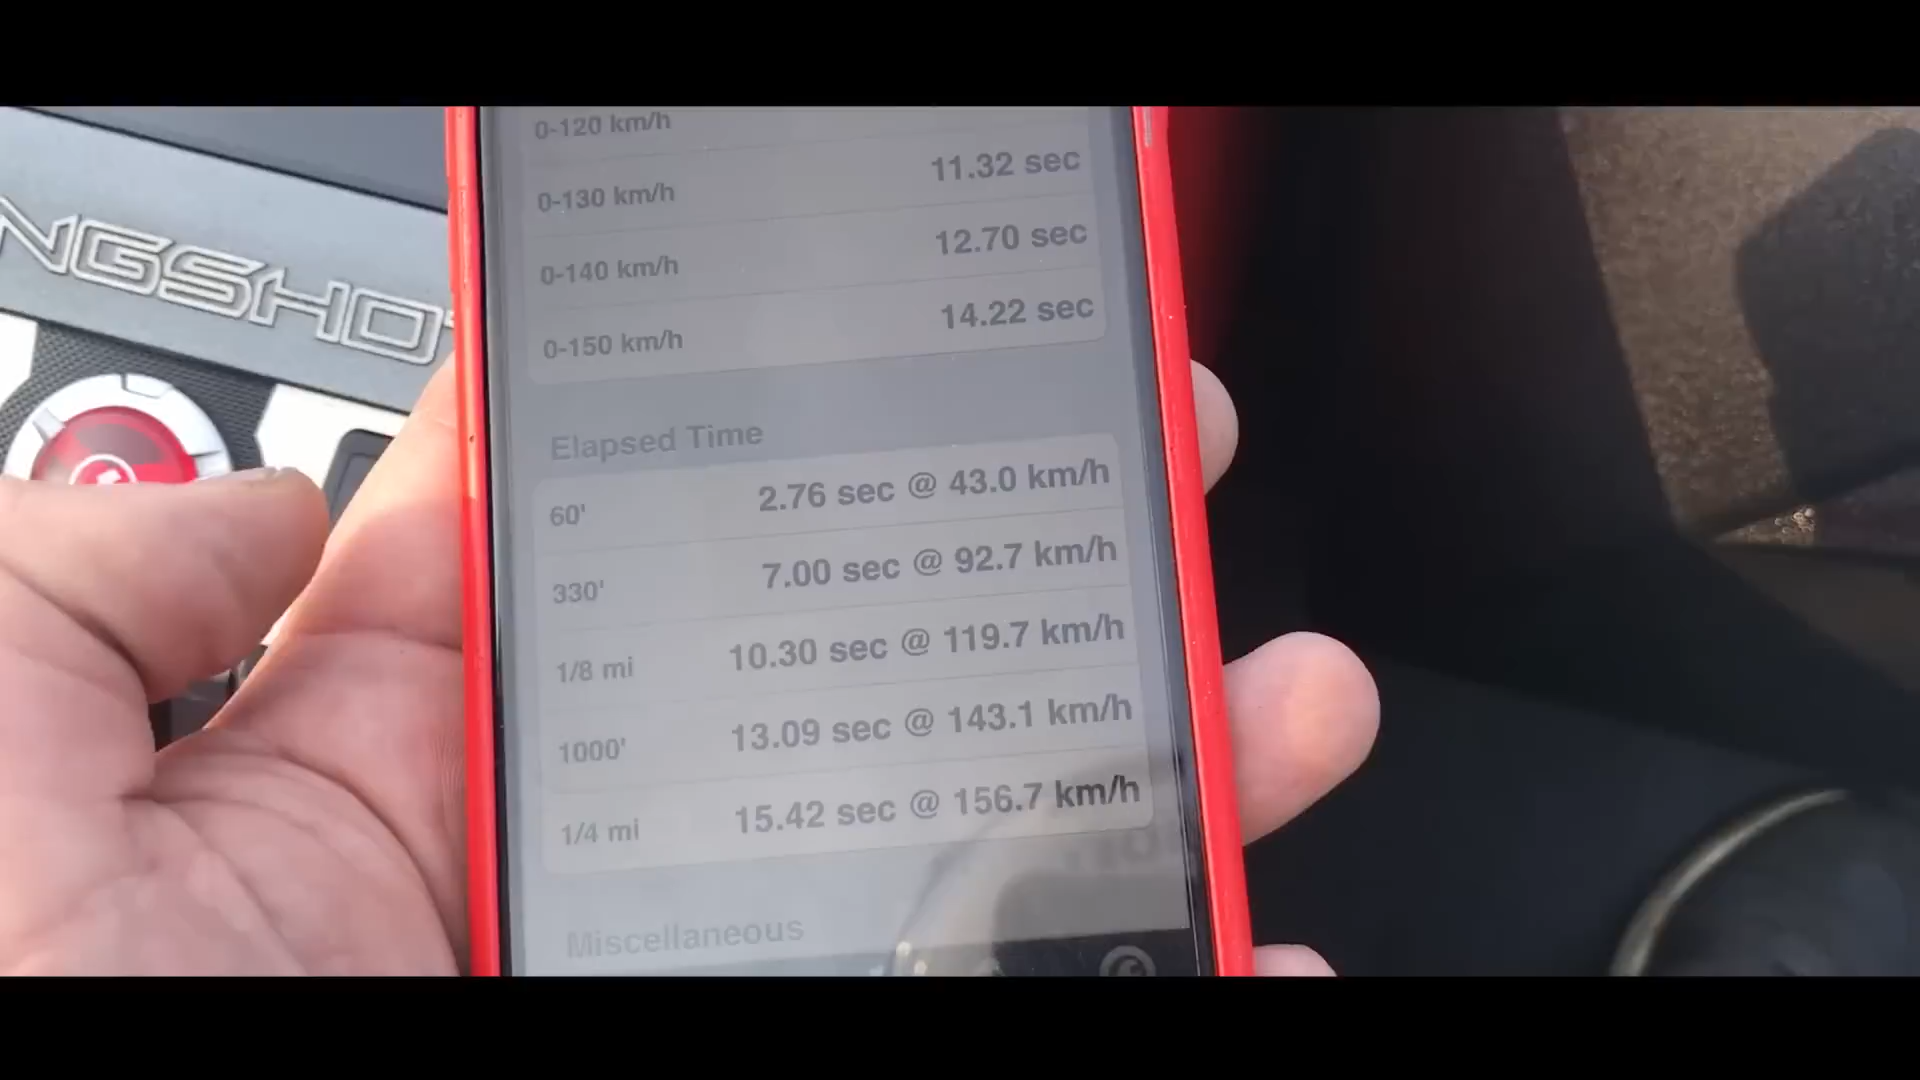 NGSHO
0-120 km/h
0-130 km/h 11.32 sec
0-140 km/h 12.70 sec
0-150 km/h 14.22 sec
Elapsed Time
60' 2.76 sec @ 43.0 km/h
330' 7.00 sec @ 92.7 km/h
1/8 mi 10.30 sec @ 119.7 km/h
1000' 13.09 sec @ 143.1 km/h
1/4 mi 15.42 sec @ 156.7 km/h
Miscellaneous